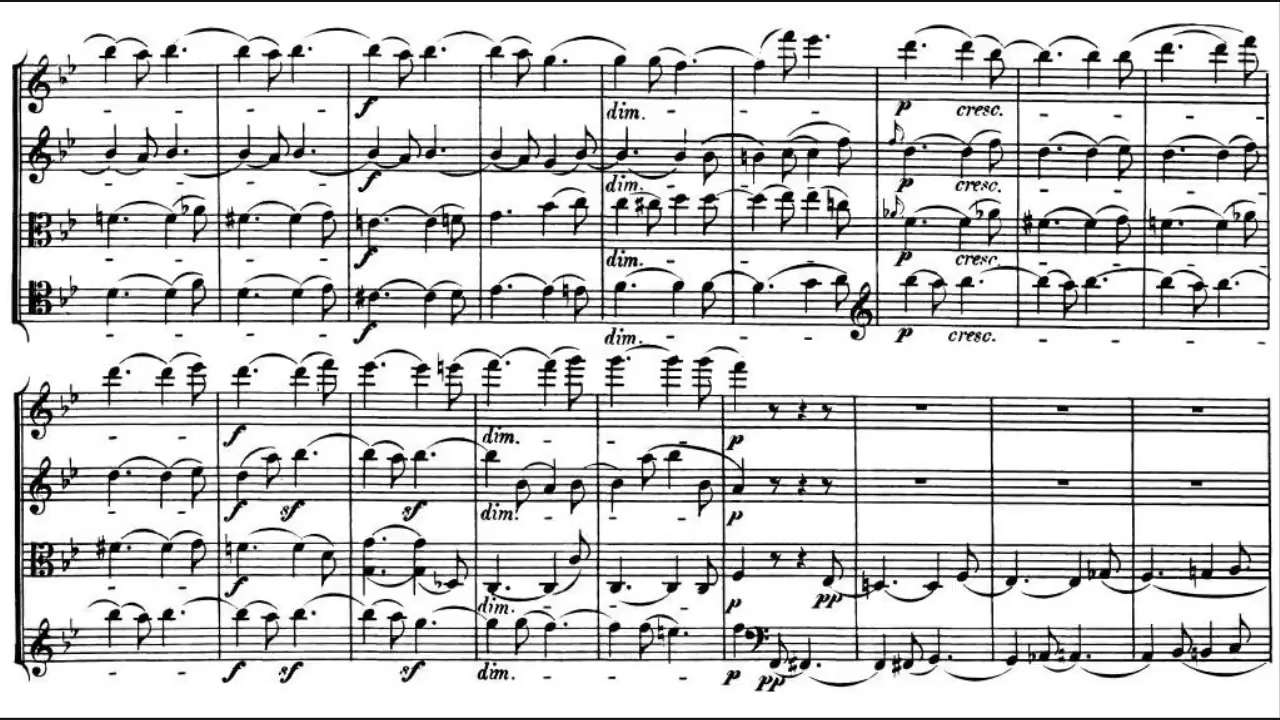 f
dim. p cresc.
f
dim. p cresc.
f
dim. p cresc.
f
dim. p cresc.
f dim. p
f sf sf dim. p
f dim. p pp
f sf sf dim. p pp